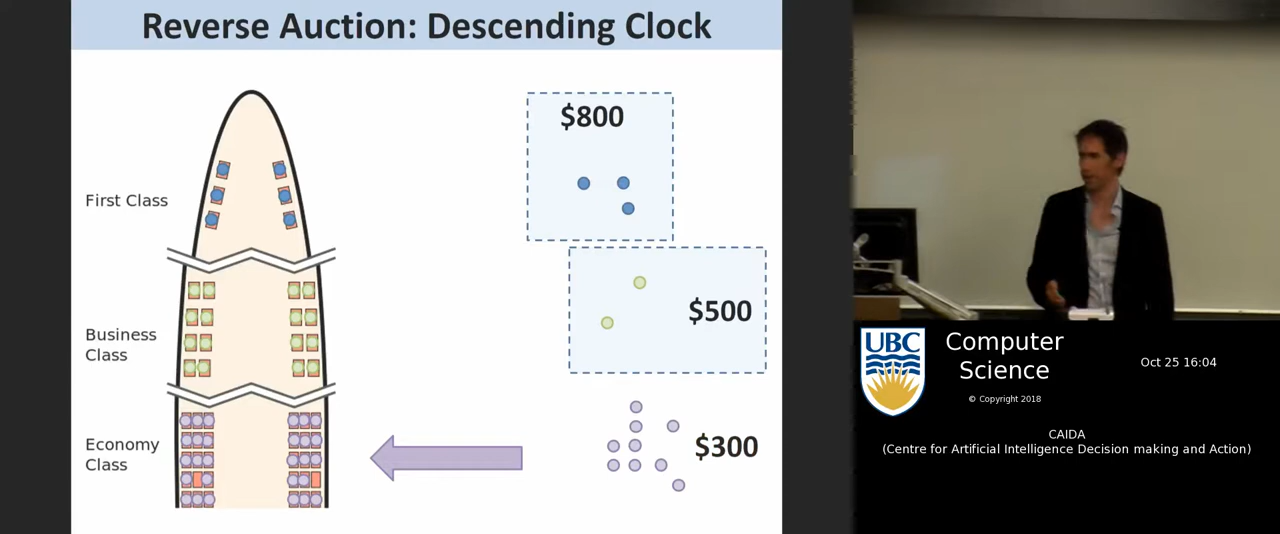 Reverse Auction: Descending Clock
$800
First Class
$500
Business
Class
Economy
Class
$300
UBC
Computer
Science
© Copyright 2018
Oct 25 16:04
CAIDA
(Centre for Artificial Intelligence Decision making and Action)